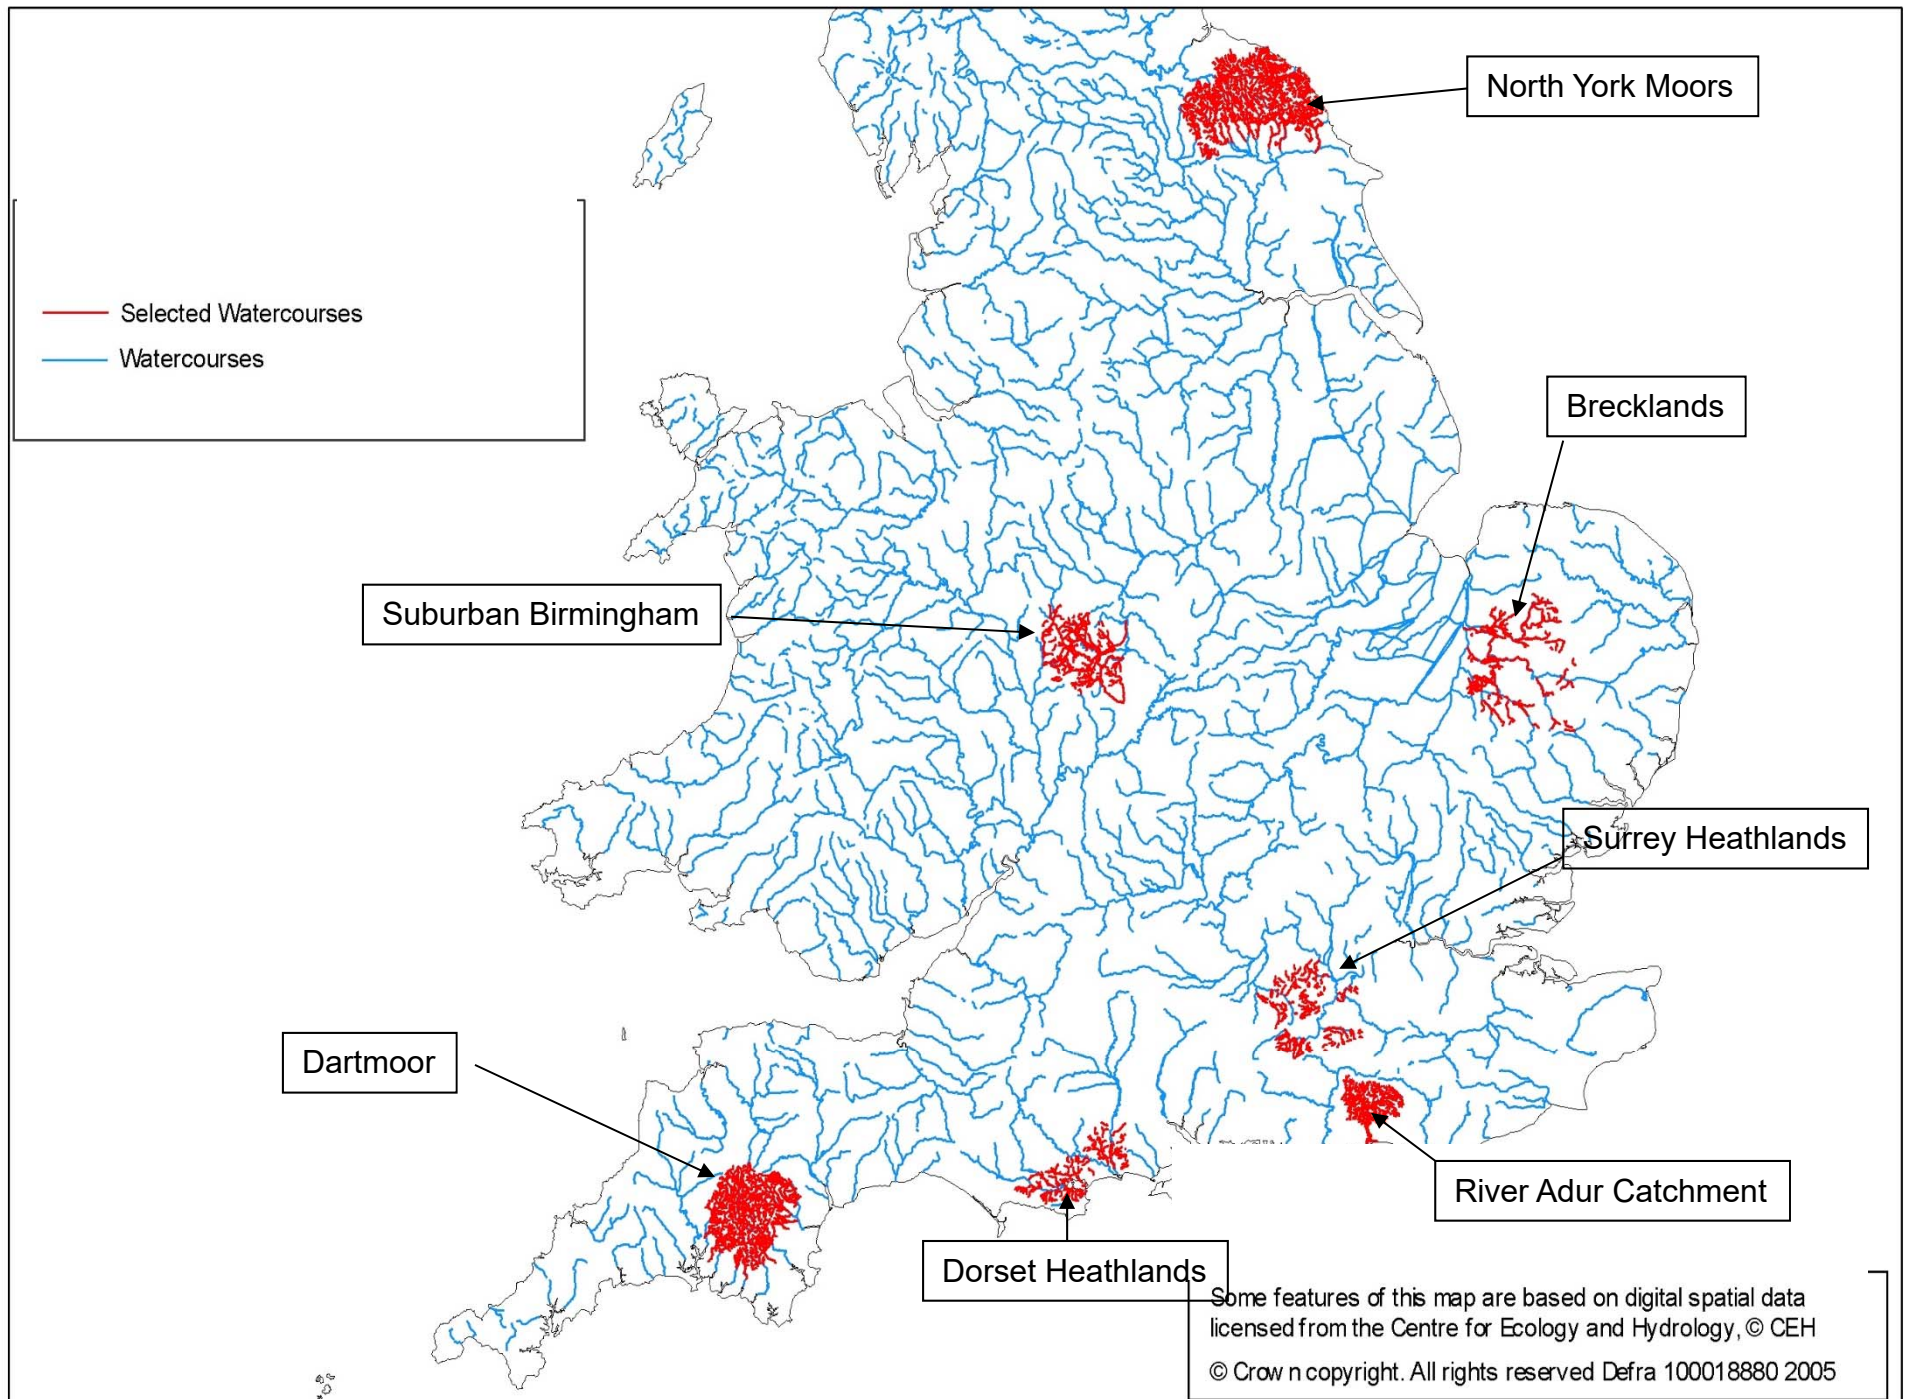 North York Moors
Selected Watercourses
Watercourses
Brecklands
Suburban Birmingham
Surrey Heathlands
Dartmoor
River Adur Catchment
Dorset Heathlands
Some features of this map are based on digital spatial data
licensed from the Centre for Ecology and Hydrology, © CEH
© Crown copyright. All rights reserved Defra 100018880 2005